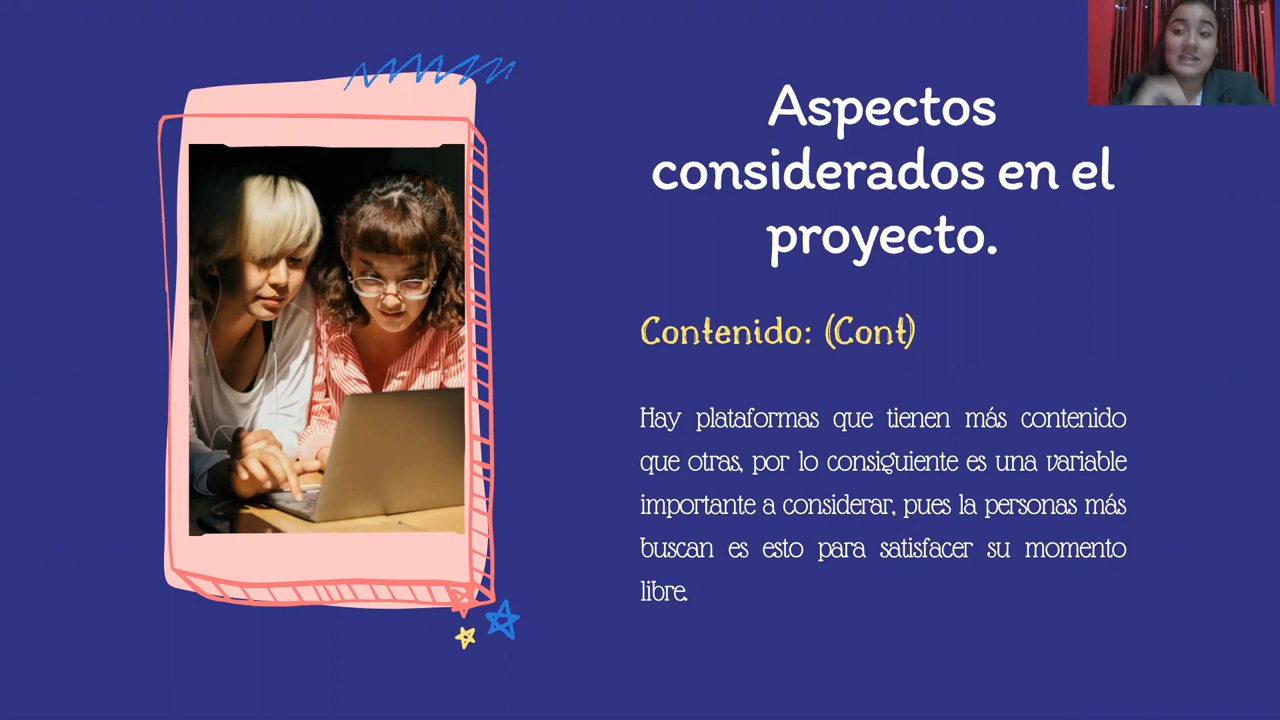 Aspectos
considerados en el
proyecto.
Contenido: (Cont)
Hay plataformas que tienen más contenido
que otras, por lo consiguiente es una variable
importante a considerar, pues la personas más
buscan es esto para satisfacer su momento
libre.